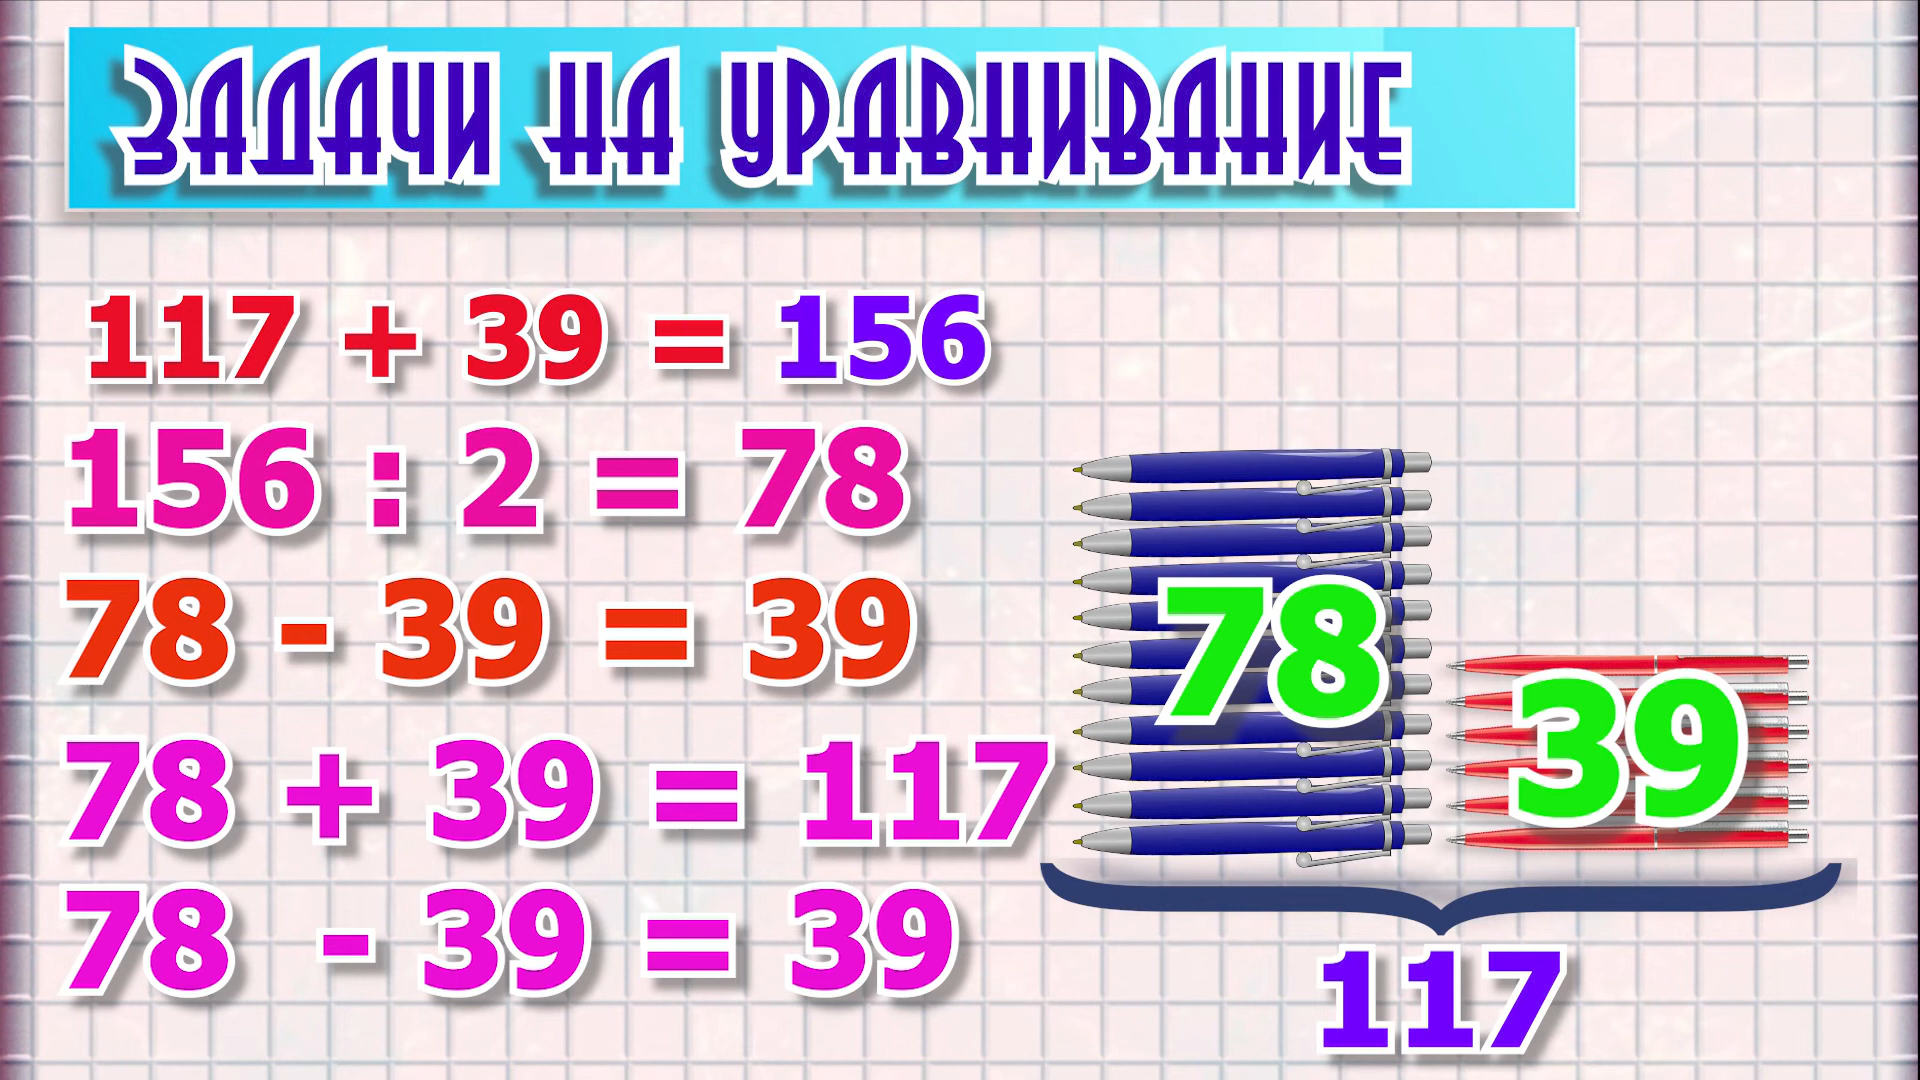 ЗАДАЧИ НА УРАВНИВАНИЕ
117 + 39 = 156
156 : 2 = 78
78 - 39 = 39
78 + 39 = 117
78 - 39 = 39
78
39
117